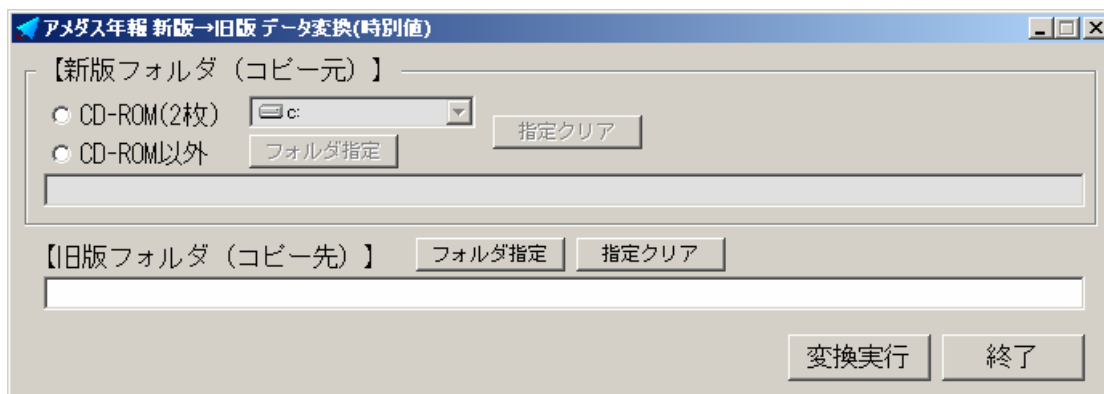 アメダス年報 新版→旧版 データ変換(時別値)
【新版フォルダ（コピー元）】
CD-ROM(2枚)
c:
指定クリア
CD-ROM以外
フォルダ指定
【旧版フォルダ（コピー先）】
フォルダ指定
指定クリア
変換実行
終了